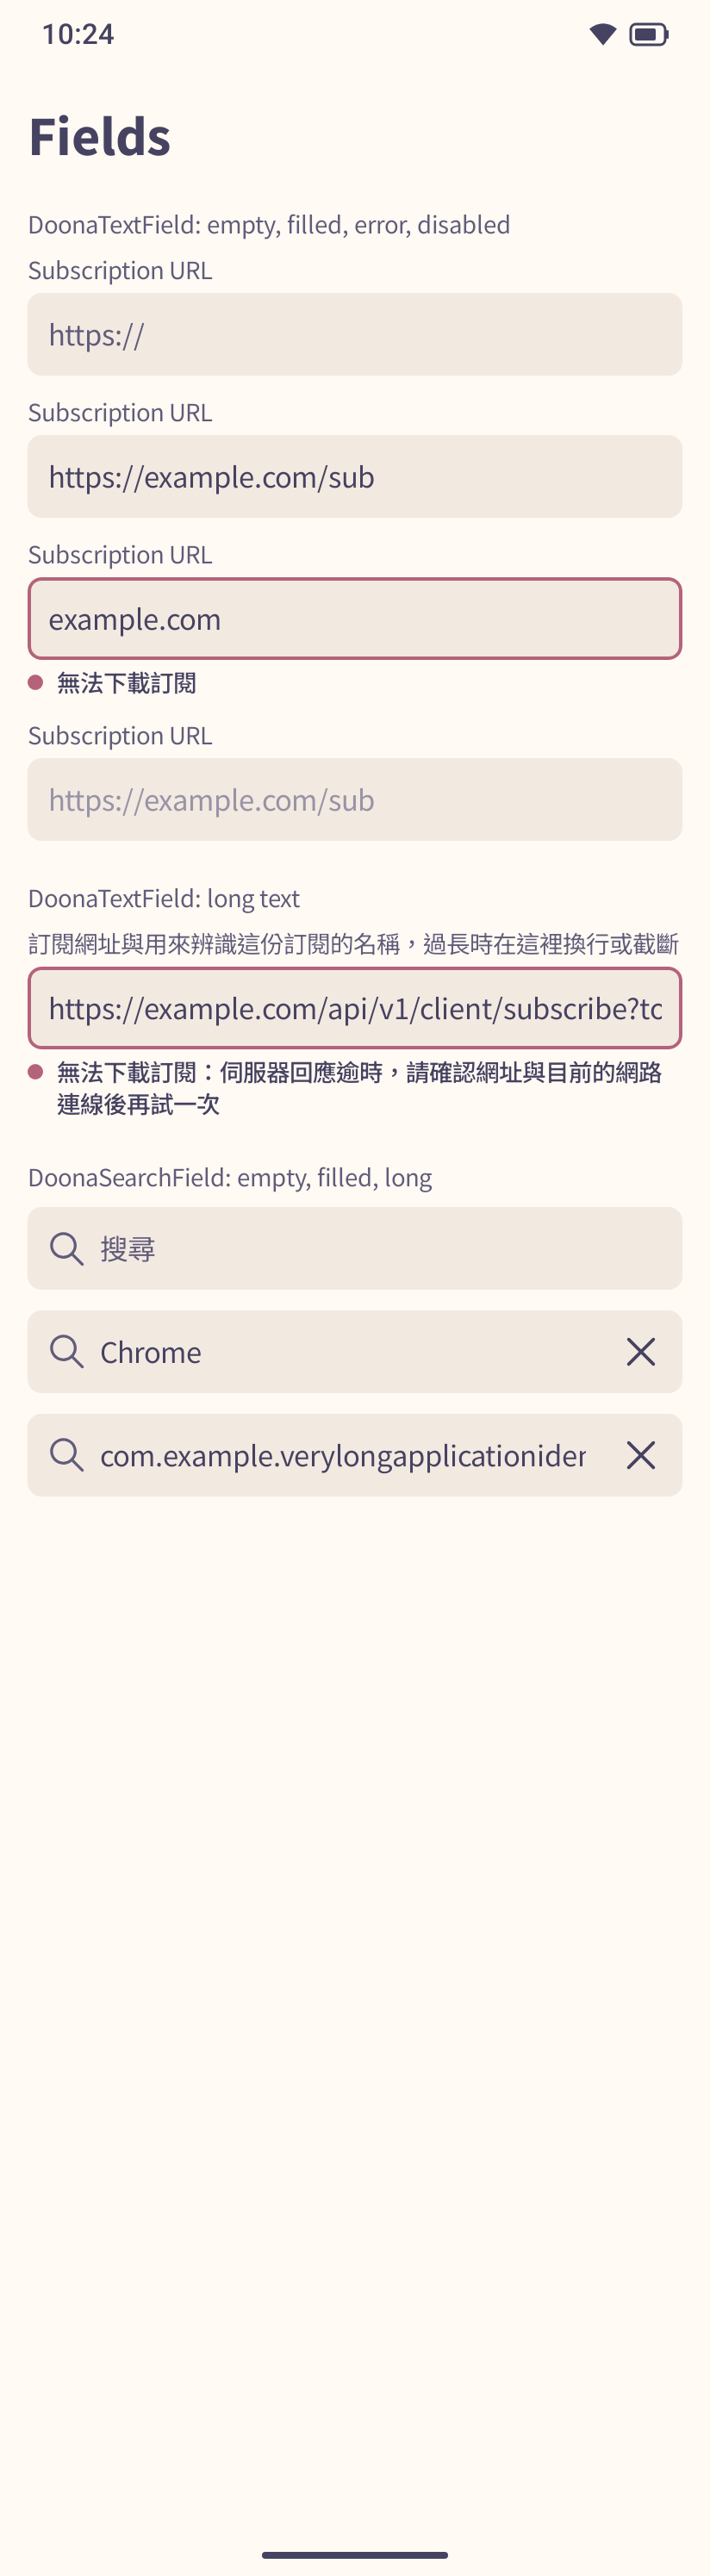 10:24
Fields
DoonaTextField: empty, filled, error, disabled
Subscription URL
https://
Subscription URL
https://example.com/sub
Subscription URL
example.com
無法下載訂閱
Subscription URL
https://example.com/sub
DoonaTextField: long text
訂閱網址與用來辨識這份訂閱的名稱，過長時在這裡換行或截斷
https://example.com/api/v1/client/subscribe?to
無法下載訂閱：伺服器回應逾時，請確認網址與目前的網路
連線後再試一次
DoonaSearchField: empty, filled, long
搜尋
Chrome
com.example.verylongapplicationider